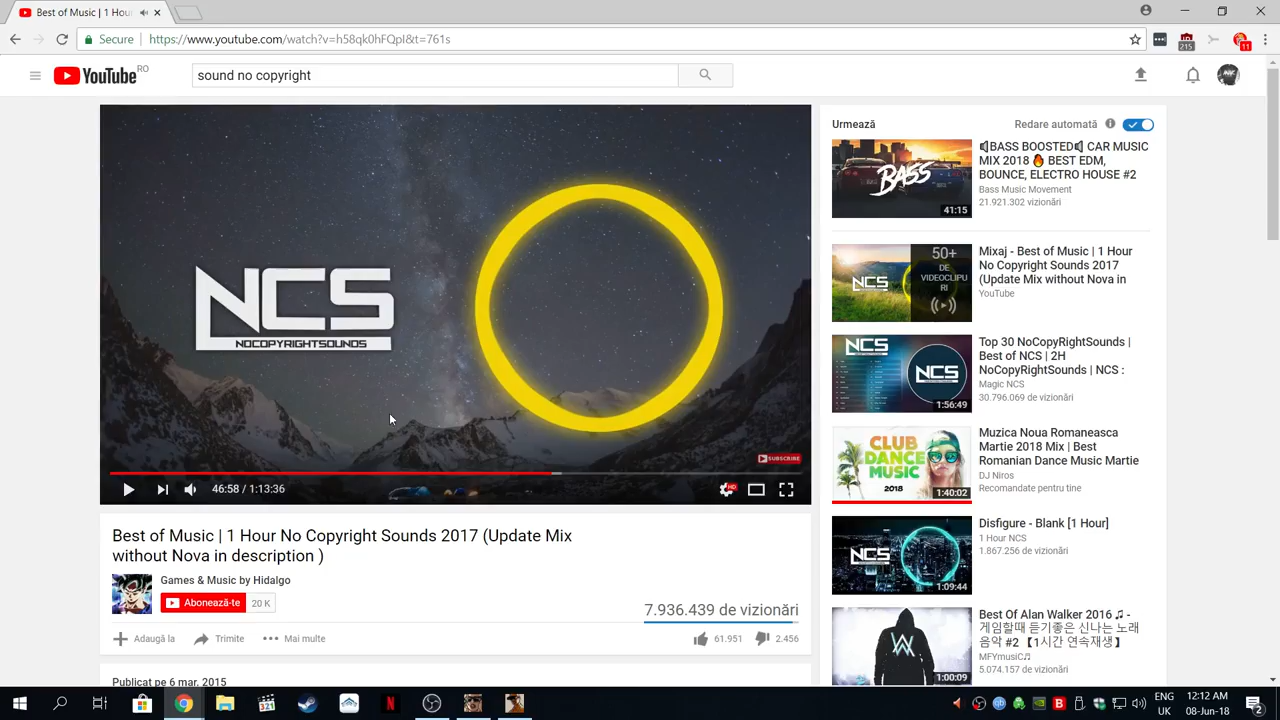 Best of Music | 1 Hour
Secure
https://www.youtube.com/watch?v=h58qk0hFQpI&t=761s
215
11
YouTube RO
sound no copyright
NCS
NOCOPYRIGHTSOUNDS
SUBSCRIBE
46:58 / 1:13:36
HD
Best of Music | 1 Hour No Copyright Sounds 2017 (Update Mix
without Nova in description )
Games & Music by Hidalgo
Abonează-te
20 K
7.936.439 de vizionări
Adaugă la
Trimite
Mai multe
61.951
2.456
Publicat pe 6 mar. 2015
Urmează
Redare automată
BASS
41:15
BASS BOOSTED CAR MUSIC
MIX 2018 🔥 BEST EDM,
BOUNCE, ELECTRO HOUSE #2
Bass Music Movement
21.921.302 vizionări
NCS
50+
DE
VIDEOCLIPU
RI
Mixaj - Best of Music | 1 Hour
No Copyright Sounds 2017
(Update Mix without Nova in
YouTube
NCS
NCS
1:56:49
Top 30 NoCopyRightSounds |
Best of NCS | 2H
NoCopyRightSounds | NCS :
Magic NCS
30.796.069 de vizionări
CLUB
DANCE
MUSIC
2018
1:40:02
Muzica Noua Romaneasca
Martie 2018 Mix | Best
Romanian Dance Music Martie
DJ Niros
Recomandate pentru tine
NCS
1:09:44
Disfigure - Blank [1 Hour]
1 Hour NCS
1.867.256 de vizionări
1:00:09
Best Of Alan Walker 2016 ♫ -
게임할때 듣기좋은 신나는 노래
음악 #2 【1시간 연속재생】
MFYmusiC♫
5.074.157 de vizionări
321
N
B
ENG
UK
12:12 AM
08-Jun-18
2